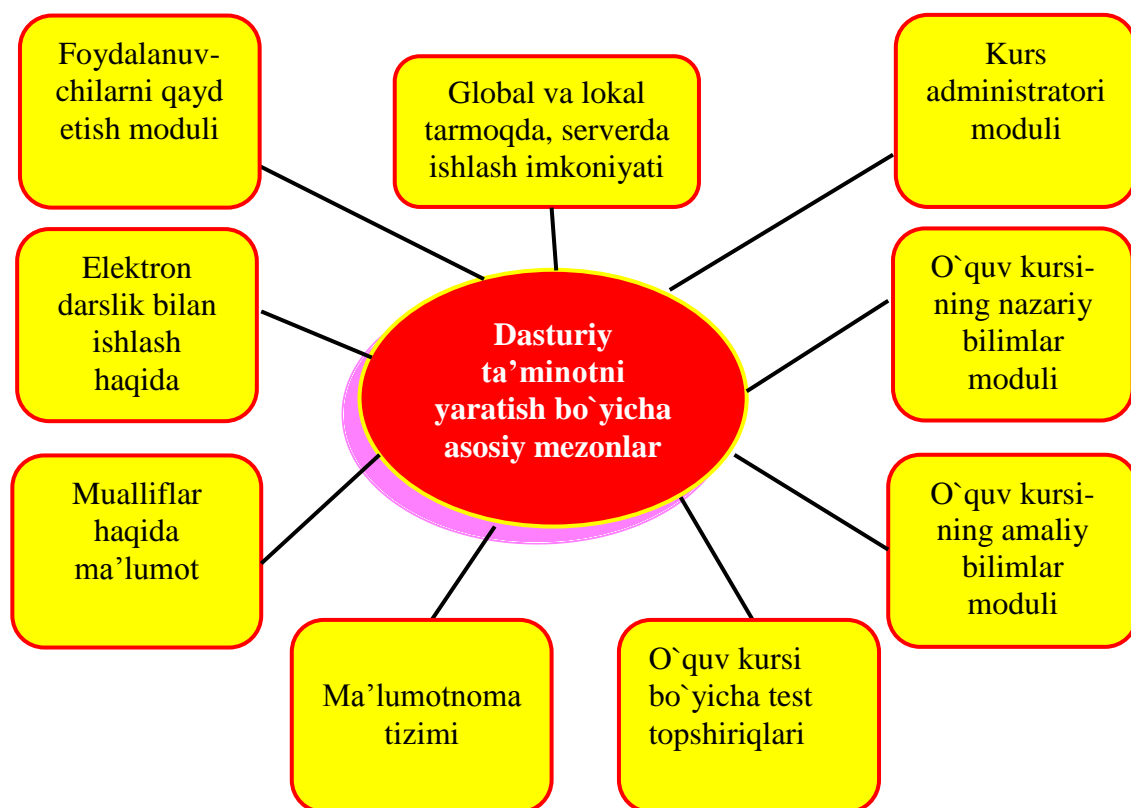 Foydalanuv-
chilarni qayd
etish moduli
Global va lokal
tarmoqda, serverda
ishlash imkoniyati
Kurs
administratori
moduli
Elektron
darslik bilan
ishlash
haqida
Dasturiy
ta’minotni
yaratish bo`yicha
asosiy mezonlar
O`quv kursi-
ning nazariy
bilimlar
moduli
Mualliflar
haqida
ma’lumot
O`quv kursi-
ning amaliy
bilimlar
moduli
Ma’lumotnoma
tizimi
O`quv kursi
bo`yicha test
topshiriqlari